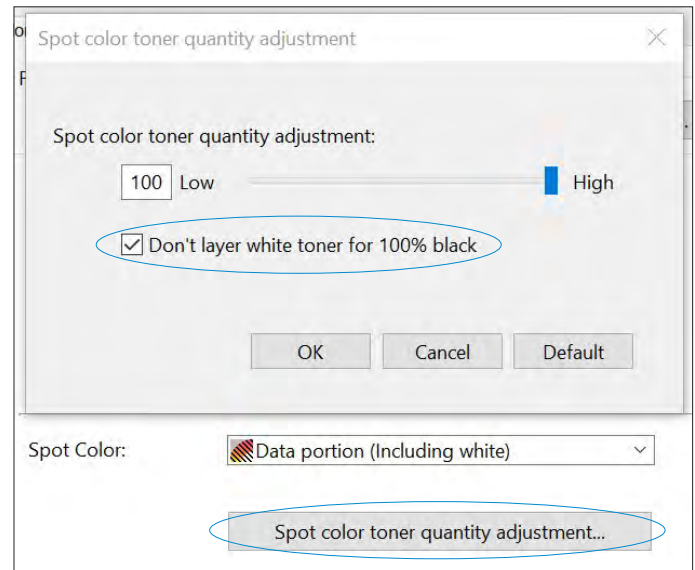 Spot color toner quantity adjustment
Spot color toner quantity adjustment:
100 Low High
Don't layer white toner for 100% black
OK Cancel Default
Spot Color: Data portion (Including white)
Spot color toner quantity adjustment...